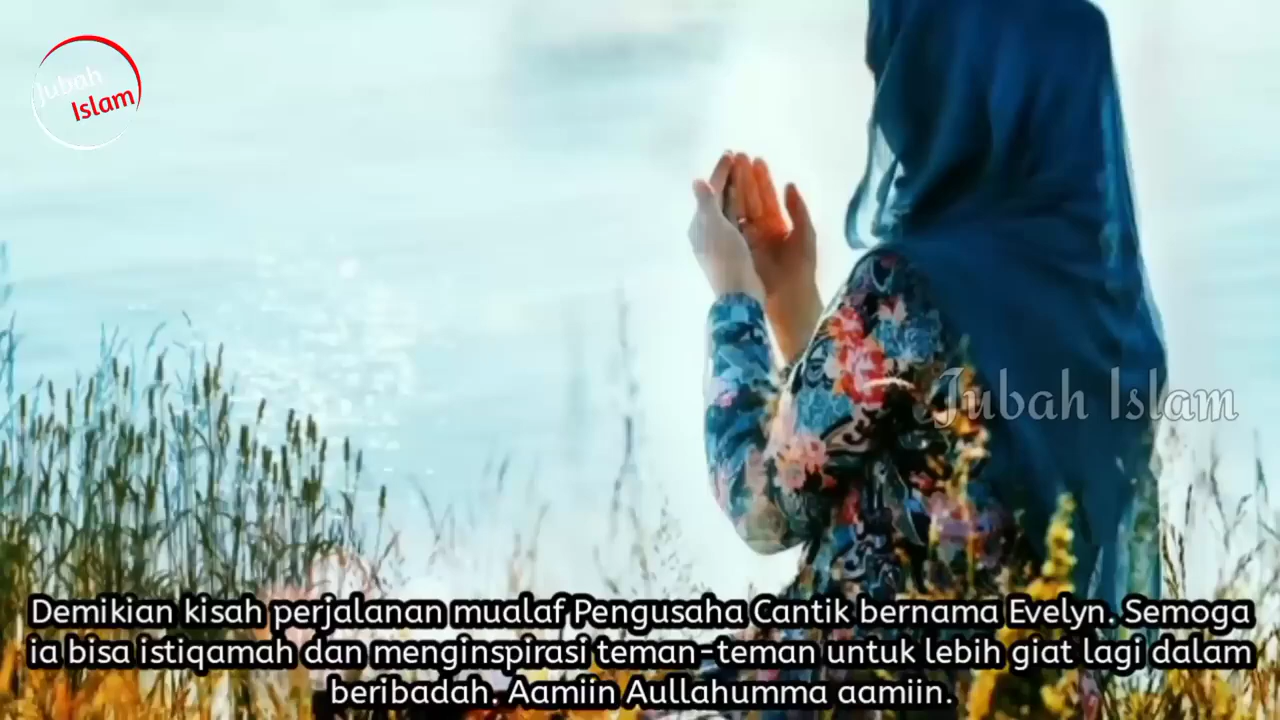 Jubah
Islam
Jubah Islam
Demikian kisah perjalanan mualaf Pengusaha Cantik bernama Evelyn. Semoga
ia bisa istiqamah dan menginspirasi teman-teman untuk lebih giat lagi dalam
beribadah. Aamiin Aullahumma aamiin.